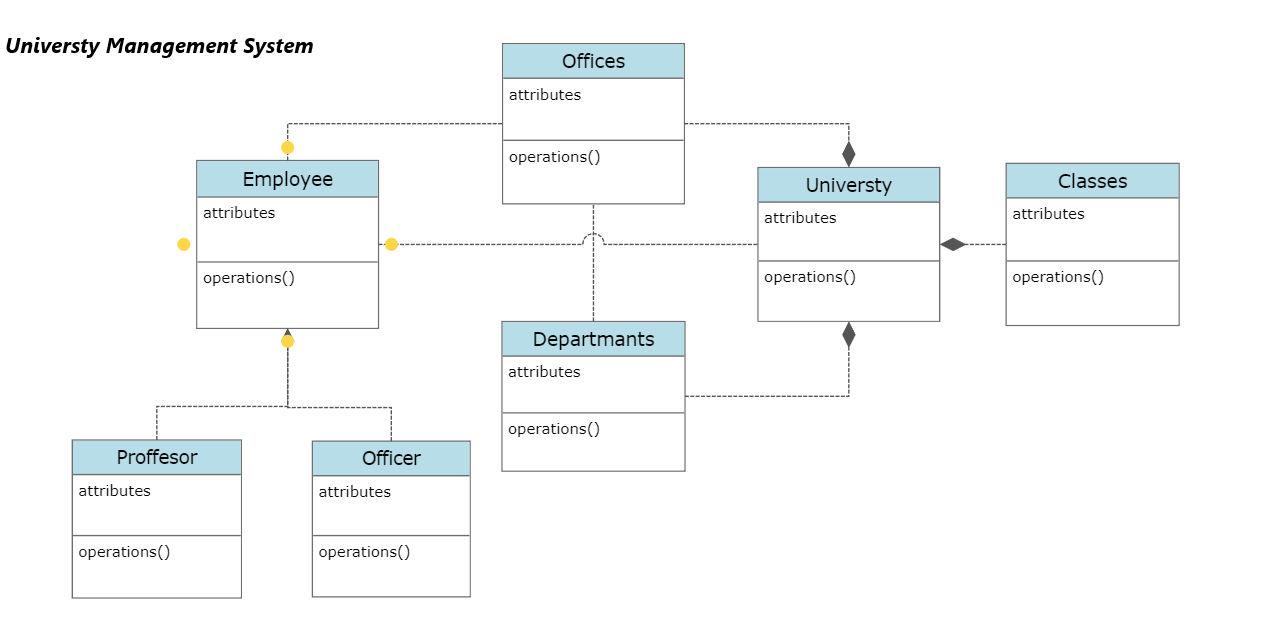 Universty Management System
Offices
attributes
operations()
Employee
attributes
operations()
Universty
attributes
operations()
Classes
attributes
operations()
Departmants
attributes
operations()
Proffesor
attributes
operations()
Officer
attributes
operations()